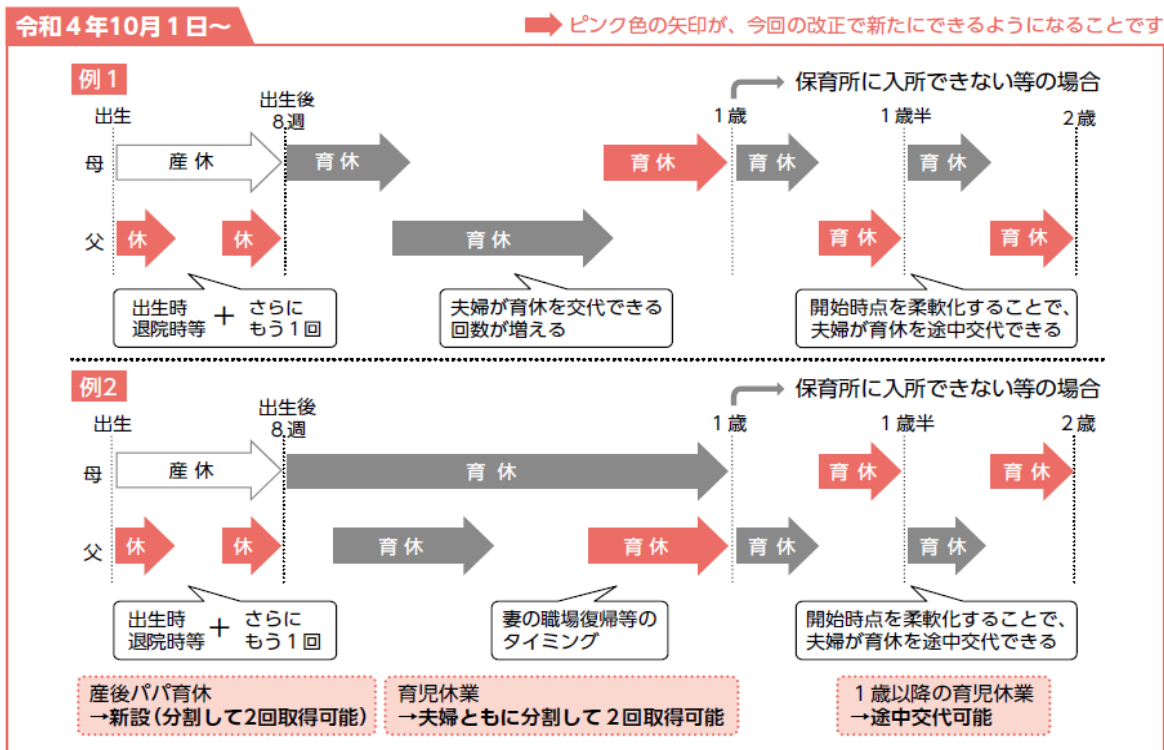 令和４年10月１日〜
ピンク色の矢印が、今回の改正で新たにできるようになることです
例１
保育所に入所できない等の場合
出生
出生後
８週
１歳
１歳半
２歳
母
産休
育休
育休
育休
育休
父
休
休
育休
育休
育休
出生時
退院時等
＋
さらに
もう１回
夫婦が育休を交代できる
回数が増える
開始時点を柔軟化することで、
夫婦が育休を途中交代できる
例2
保育所に入所できない等の場合
出生
出生後
８週
１歳
１歳半
２歳
母
産休
育休
育休
育休
父
休
休
育休
育休
育休
育休
出生時
退院時等
＋
さらに
もう１回
妻の職場復帰等の
タイミング
開始時点を柔軟化することで、
夫婦が育休を途中交代できる
産後パパ育休
→新設（分割して2回取得可能）
育児休業
→夫婦ともに分割して２回取得可能
１歳以降の育児休業
→途中交代可能